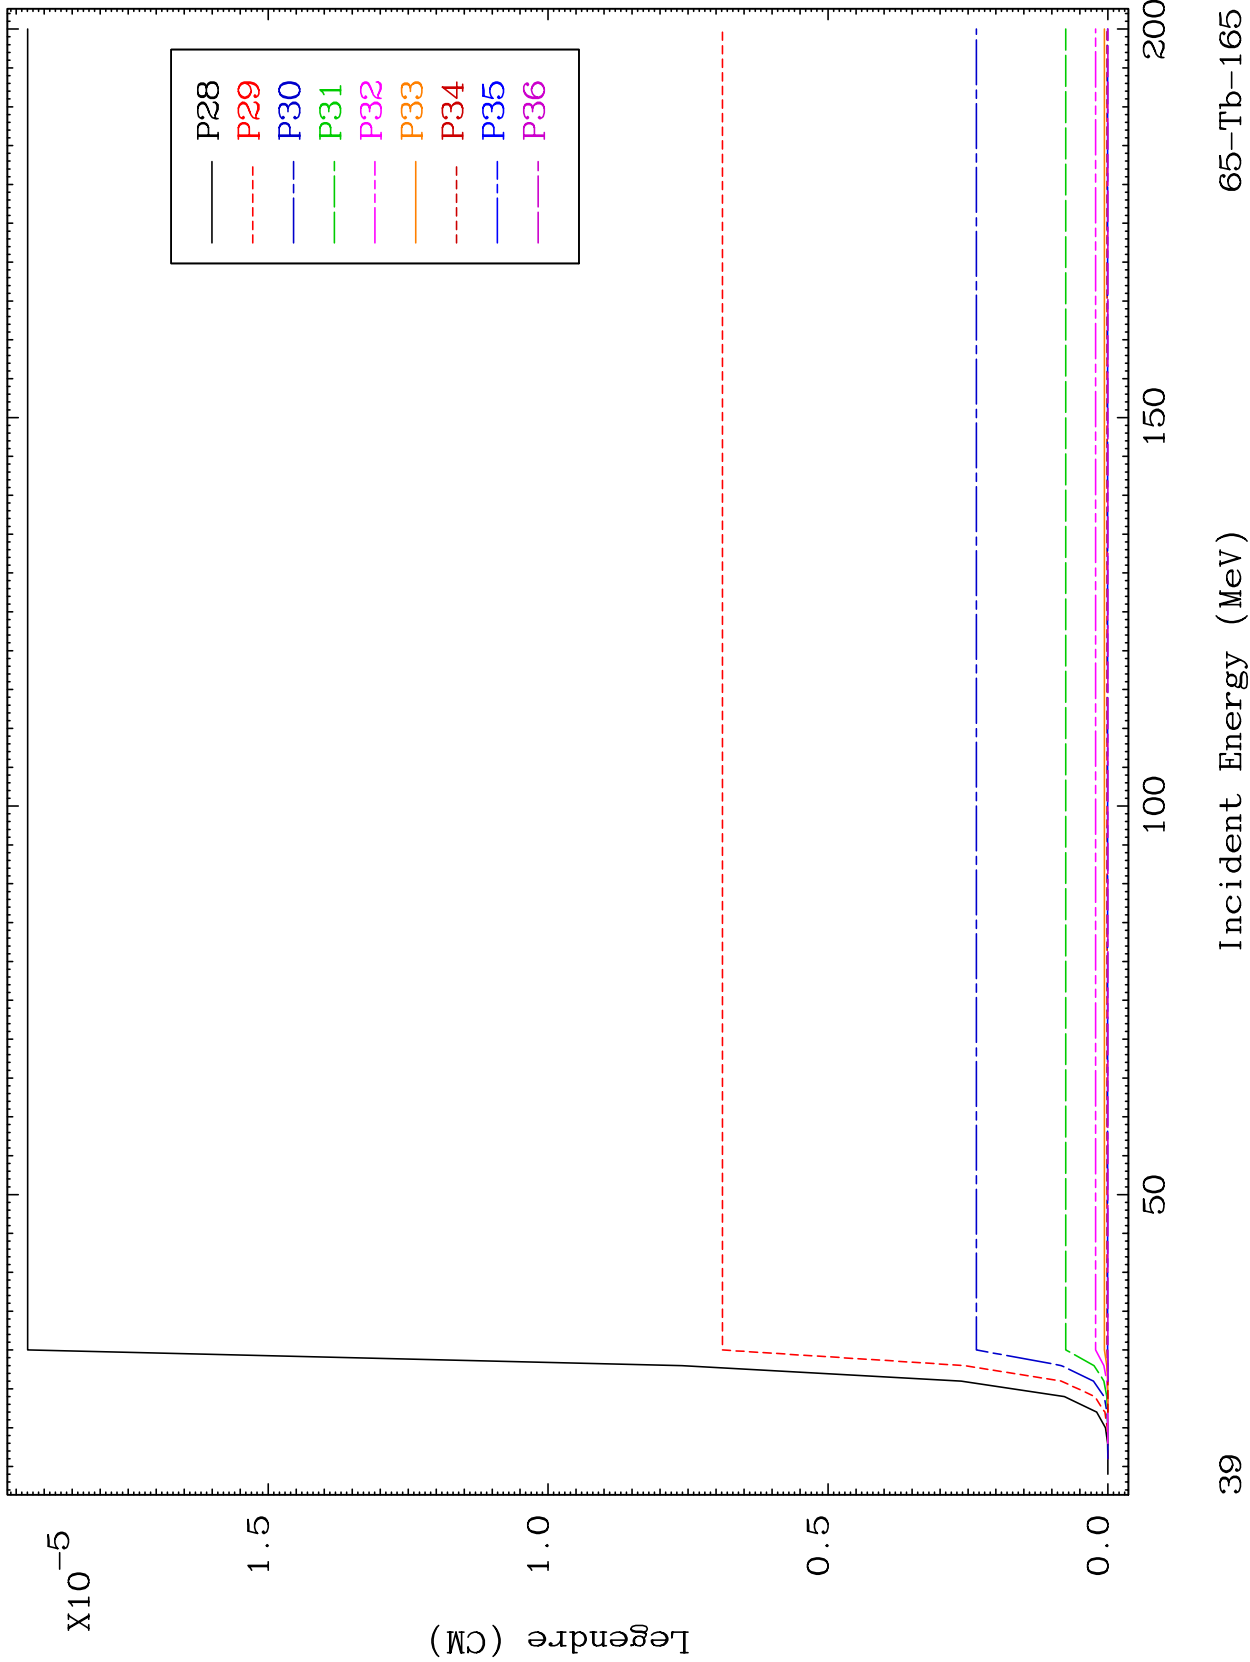 X10-5
1.5
1.0
0.5
0.0
Legendre (CM)
P28
P29
P30
P31
P32
P33
P34
P35
P36
50
100
150
200
39
Incident Energy (MeV)
65-Tb-165